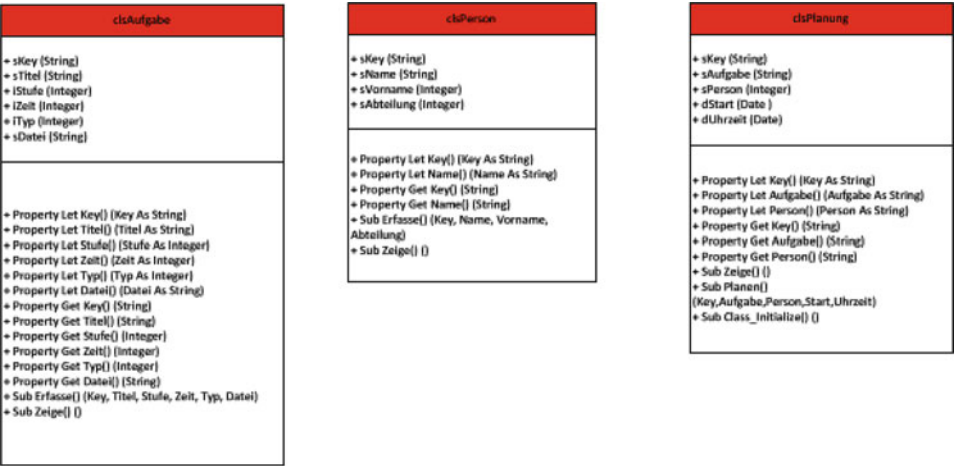 clsAufgabe
+ sKey (String)
+ sTitel (String)
+ iStufe (Integer)
+ iZeit (Integer)
+ iTyp (Integer)
+ sDatei (String)
+ Property Let Key() (Key As String)
+ Property Let Titel() (Titel As String)
+ Property Let Stufe() (Stufe As Integer)
+ Property Let Zeit() (Zeit As Integer)
+ Property Let Typ() (Typ As Integer)
+ Property Let Datei() (Datei As String)
+ Property Get Key() (String)
+ Property Get Titel() (String)
+ Property Get Stufe() (Integer)
+ Property Get Zeit() (Integer)
+ Property Get Typ() (Integer)
+ Property Get Datei() (String)
+ Sub Erfasse() (Key, Titel, Stufe, Zeit, Typ, Datei)
+ Sub Zeige() ()
clsPerson
+ sKey (String)
+ sName (String)
+ sVorname (Integer)
+ sAbteilung (Integer)
+ Property Let Key() (Key As String)
+ Property Let Name() (Name As String)
+ Property Get Key() (String)
+ Property Get Name() (String)
+ Sub Erfasse() (Key, Name, Vorname,
Abteilung)
+ Sub Zeige() ()
clsPlanung
+ sKey (String)
+ sAufgabe (String)
+ sPerson (Integer)
+ dStart (Date )
+ dUhrzeit (Date)
+ Property Let Key() (Key As String)
+ Property Let Aufgabe() (Aufgabe As String)
+ Property Let Person() (Person As String)
+ Property Get Key() (String)
+ Property Get Aufgabe() (String)
+ Property Get Person() (String)
+ Sub Zeige() ()
+ Sub Planen()
(Key,Aufgabe,Person,Start,Uhrzeit)
+ Sub Class_Initialize() ()